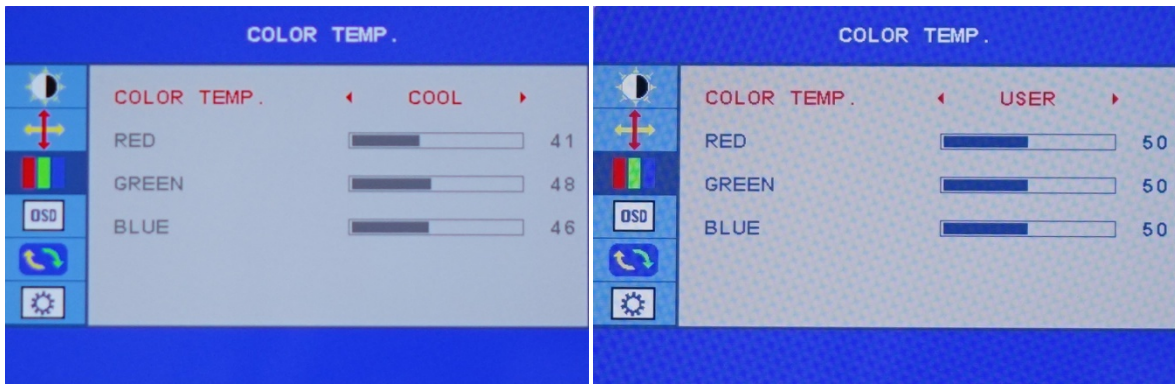 COLOR TEMP.
COLOR TEMP. COOL
RED 41
GREEN 48
OSD
BLUE 46
COLOR TEMP.
COLOR TEMP. USER
RED 50
GREEN 50
OSD
BLUE 50